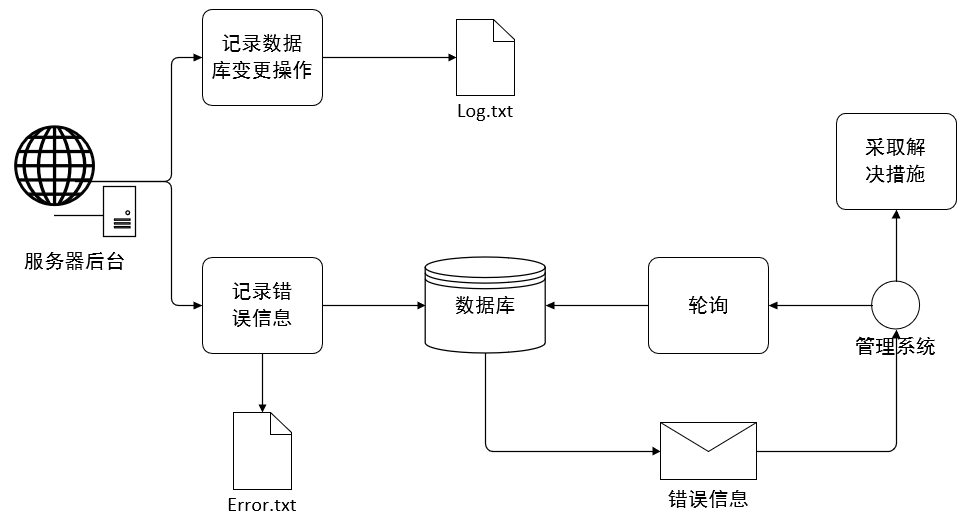 记录数据
库变更操作
Log.txt
采取解
决措施
服务器后台
记录错
误信息
数据库
轮询
管理系统
Error.txt
错误信息